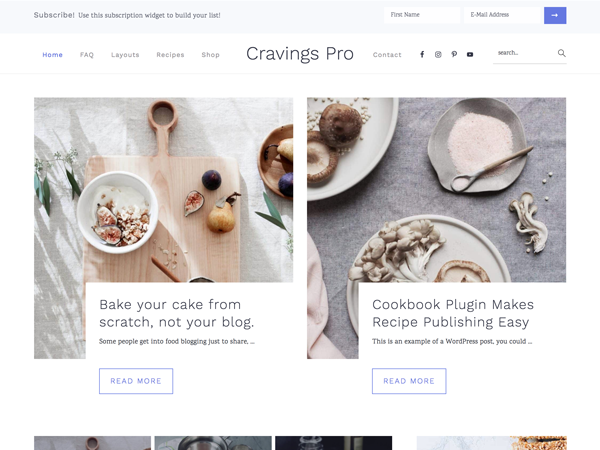 Subscribe! Use this subscription widget to build your list!
First Name
E-Mail Address
Home
FAQ
Layouts
Recipes
Shop
Cravings Pro
Contact
search..
Bake your cake from
scratch, not your blog.
Some people get into food blogging just to share, ...
READ MORE
Cookbook Plugin Makes
Recipe Publishing Easy
This is an example of a WordPress post, you could ...
READ MORE